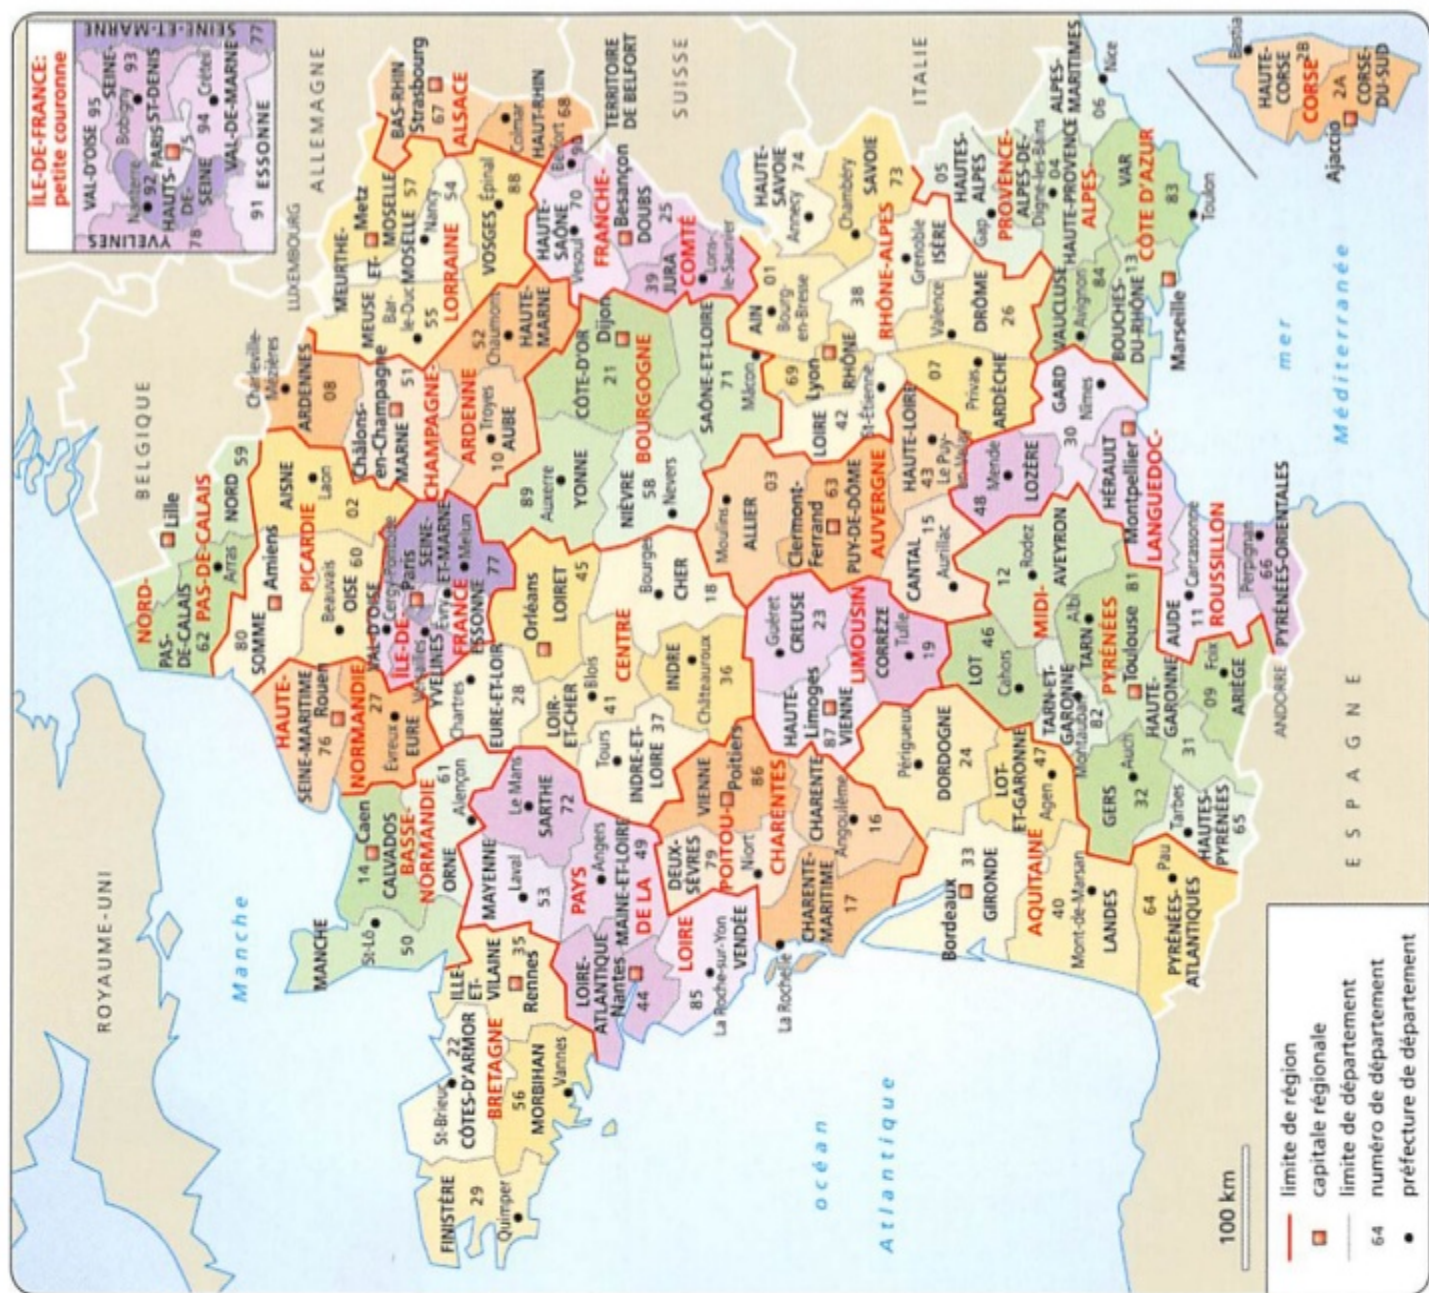 ÎLE-DE-FRANCE:
petite couronne
VAL-D'OISE 95
SEINE-ET-MARNE
77
Bobigny
93
SEINE-
ST-DENIS
Nanterre
92
PARIS
75
HAUTS-
DE-
SEINE
94
Créteil
VAL-DE-MARNE
YVELINES
78
91 ESSONNE
ROYAUME-UNI
BELGIQUE
LUXEMBOURG
ALLEMAGNE
SUISSE
ITALIE
ESPAGNE
ANDORRE
Manche
océan
Atlantique
mer
Méditerranée
NORD-
PAS-DE-CALAIS
Lille
NORD
59
PAS-
DE-CALAIS
62
Arras
PICARDIE
SOMME
80
Amiens
AISNE
02
Laon
OISE
60
Beauvais
HAUTE-
NORMANDIE
SEINE-MARITIME
76
Rouen
27
Evreux
EURE
BASSE-
NORMANDIE
14
Caen
CALVADOS
MANCHE
St-Lô
50
ORNE
61
Alençon
ÎLE-DE
FRANCE
VAL-D'OISE
Cergy-Pontoise
Paris
Versailles
YVELINES
Évry
ESSONNE
SEINE-
ET-MARNE
Melun
77
CHAMPAGNE-
ARDENNE
Charleville-
Mézières
ARDENNES
08
Châlons-
en-Champagne
51
MARNE
10
Troyes
AUBE
52
Chaumont
HAUTE-
MARNE
LORRAINE
MEUSE
Bar-
le-Duc
55
MEURTHE-
ET-
MOSELLE
54
Nancy
Metz
MOSELLE
57
VOSGES
Épinal
88
ALSACE
BAS-RHIN
Strasbourg
67
Colmar
HAUT-RHIN
68
TERRITOIRE
DE BELFORT
Belfort
90
FRANCHE-
COMTÉ
HAUTE-
SAÔNE
Vesoul
70
Besançon
DOUBS
25
39
JURA
Lons-
le-Saunier
BRETAGNE
FINISTÈRE
29
Quimper
St-Brieuc
22
CÔTES-D'ARMOR
56
MORBIHAN
Vannes
ILLE-
ET-
VILAINE
35
Rennes
PAYS
DE LA
LOIRE
MAYENNE
Laval
53
Le Mans
SARTHE
72
LOIRE-
ATLANTIQUE
Nantes
44
Angers
MAINE-ET-LOIRE
49
85
La Roche-sur-Yon
VENDÉE
CENTRE
Chartres
EURE-ET-LOIR
28
Orléans
LOIRET
45
LOIR-
ET-CHER
Blois
41
Tours
INDRE-ET-
LOIRE
37
INDRE
Châteauroux
36
Bourges
CHER
18
BOURGOGNE
89
Auxerre
YONNE
CÔTE-D'OR
21
Dijon
NIÈVRE
58
Nevers
SAÔNE-ET-LOIRE
71
Mâcon
POITOU-
CHARENTES
DEUX-
SÈVRES
79
Niort
VIENNE
Poitiers
86
CHARENTE-
MARITIME
17
La Rochelle
CHARENTE
Angoulême
16
LIMOUSIN
HAUTE-
VIENNE
87
Limoges
Guéret
CREUSE
23
CORRÈZE
Tulle
19
AUVERGNE
Moulins
ALLIER
03
Clermont-
Ferrand
63
PUY-DE-DÔME
CANTAL
15
Aurillac
HAUTE-LOIRE
43
Le Puy-
en-Velay
RHÔNE-ALPES
AIN
01
Bourg-
en-Bresse
HAUTE-
SAVOIE
74
Annecy
Chambéry
SAVOIE
73
69
Lyon
RHÔNE
LOIRE
42
St-Étienne
38
Grenoble
ISÈRE
Valence
DRÔME
26
07
Privas
ARDÈCHE
AQUITAINE
Périgueux
DORDOGNE
24
Bordeaux
33
GIRONDE
LOT-
ET-GARONNE
47
Agen
40
Mont-de-Marsan
LANDES
64
Pau
PYRÉNÉES-
ATLANTIQUES
MIDI-
PYRÉNÉES
LOT
46
Cahors
12
Rodez
AVEYRON
TARN-ET-
GARONNE
Montauban
82
Albi
TARN
81
Toulouse
HAUTE-
GARONNE
31
GERS
Auch
32
Tarbes
HAUTES-
PYRÉNÉES
65
09
Foix
ARIÈGE
LANGUEDOC-
ROUSSILLON
48
Mende
LOZÈRE
GARD
30
Nîmes
HÉRAULT
Montpellier
AUDE
11
Carcassonne
Perpignan
66
PYRÉNÉES-ORIENTALES
PROVENCE-
ALPES-
CÔTE D'AZUR
05
HAUTES-
ALPES
Gap
ALPES-DE-
HAUTE-PROVENCE
04
Digne-les-Bains
ALPES-
MARITIMES
06
Nice
VAUCLUSE
84
Avignon
BOUCHES-
DU-RHÔNE
13
Marseille
VAR
83
Toulon
CORSE
Bastia
HAUTE-
CORSE
2B
2A
CORSE-
DU-SUD
Ajaccio
100 km
limite de région
capitale régionale
limite de département
64 numéro de département
préfecture de département